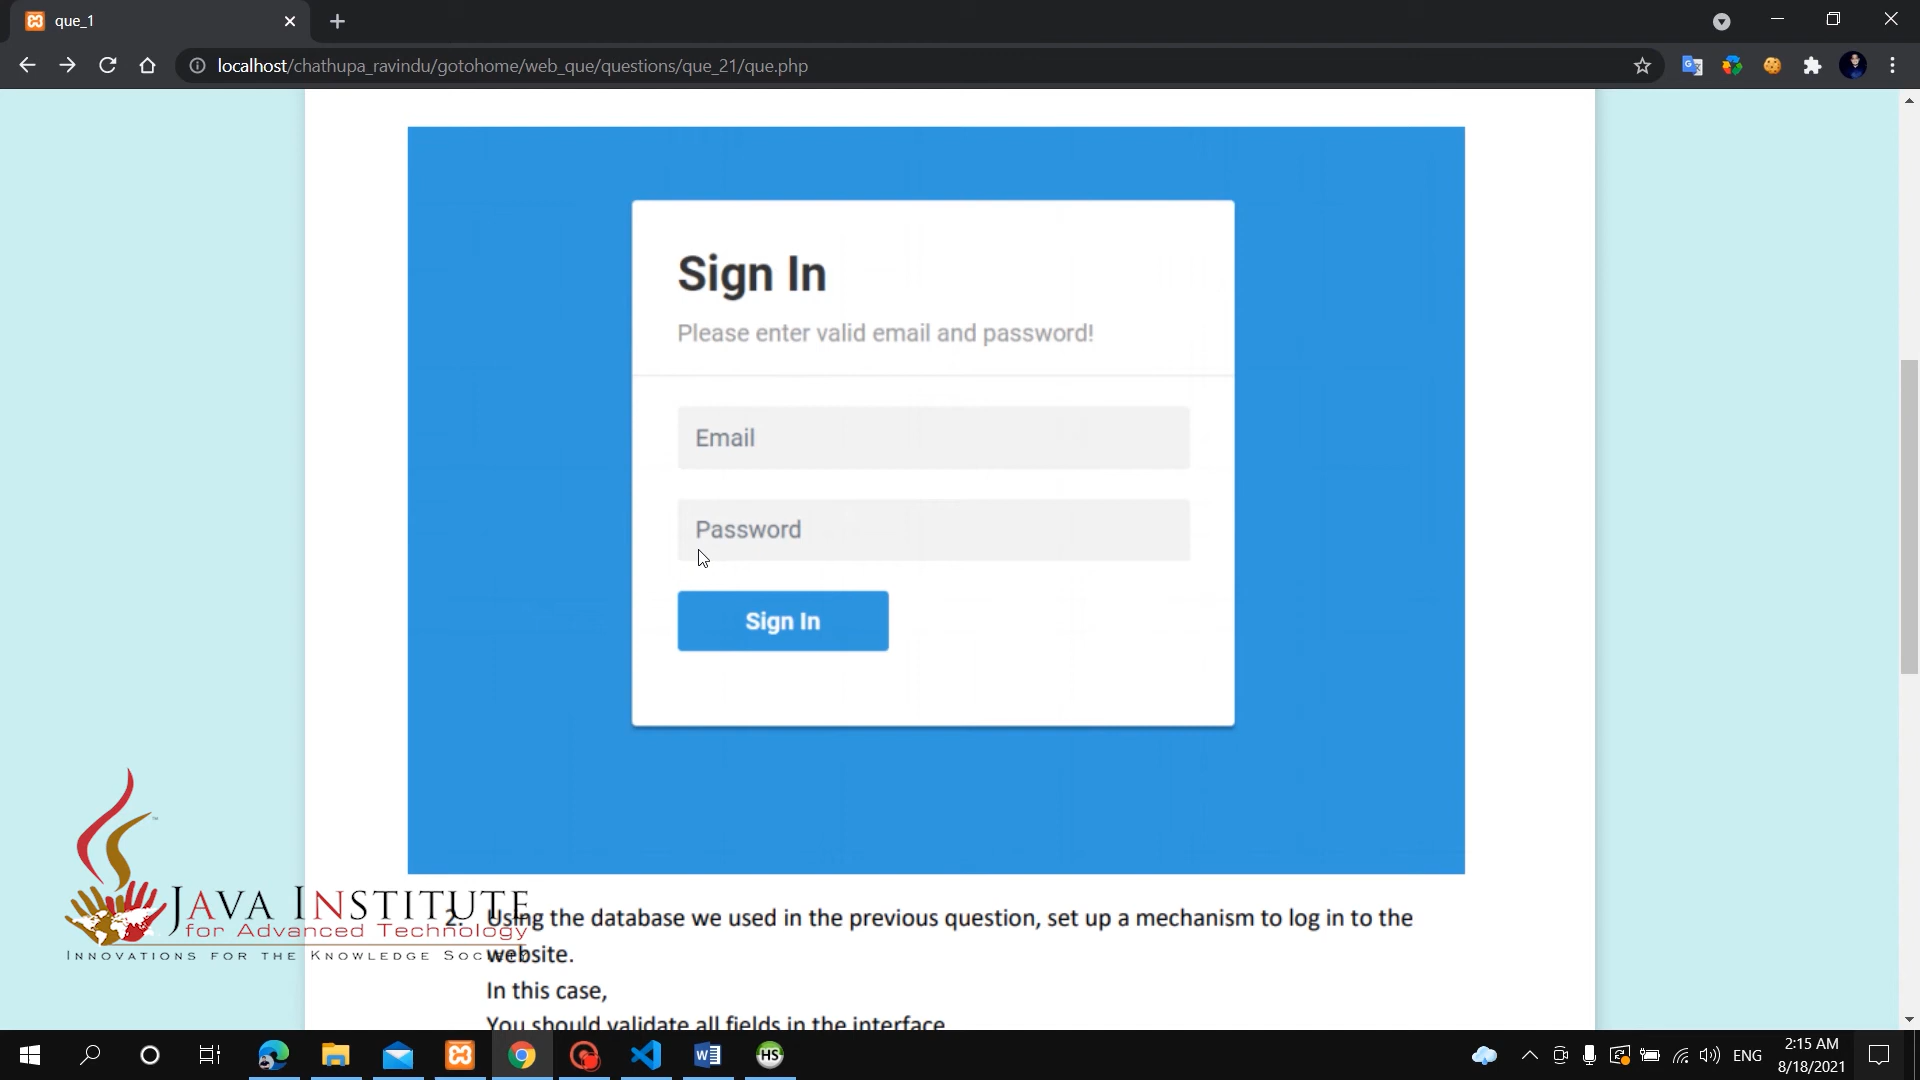 que_1
localhost/chathupa_ravindu/gotohome/web_que/questions/que_21/que.php
Sign In
Please enter valid email and password!
Email
Password
Sign In
JAVA INSTITUTE
for Advanced Technology
INNOVATIONS FOR THE KNOWLEDGE SOCIETY
2. Using the database we used in the previous question, set up a mechanism to log in to the
website.
In this case,
You should validate all fields in the interface
HS
ENG
2:15 AM
8/18/2021